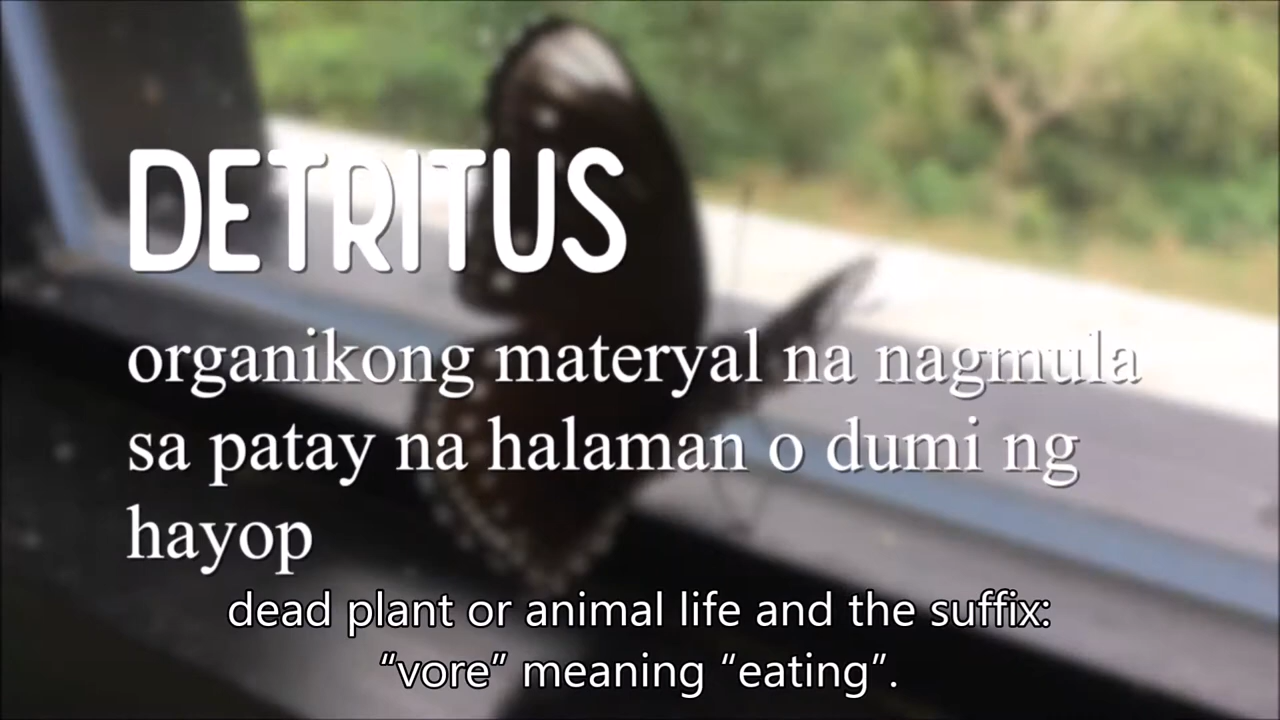 DETRITUS
organikong materyal na nagmula
sa patay na halaman o dumi ng
hayop
dead plant or animal life and the suffix:
“vore” meaning “eating”.